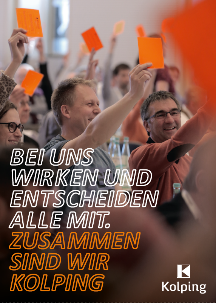 BEI UNS
WIRKEN UND
ENTSCHEIDEN
ALLE MIT.
ZUSAMMEN
SIND WIR
KOLPING
Kolping